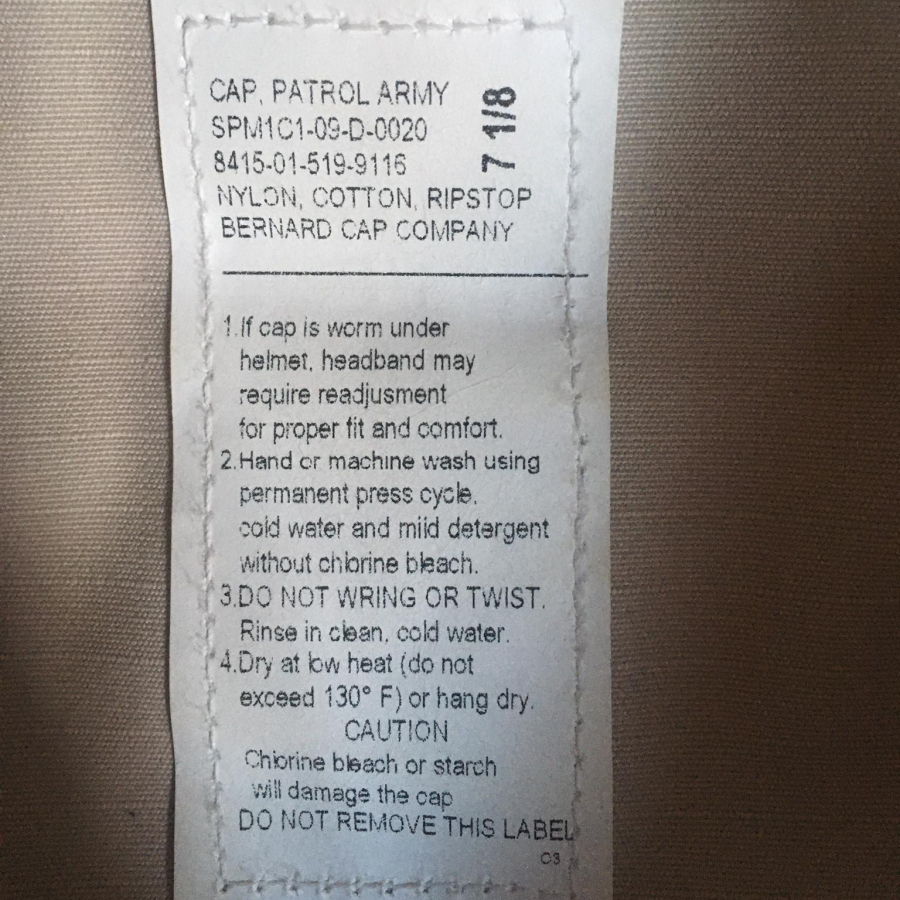 CAP, PATROL ARMY
SPM1C1-09-D-0020
8415-01-519-9116
7 1/8
NYLON, COTTON, RIPSTOP
BERNARD CAP COMPANY
1.If cap is worm under
helmet, headband may
require readjusment
for proper fit and comfort.
2.Hand or machine wash using
permanent press cycle,
cold water and mild detergent
without chlorine bleach.
3.DO NOT WRING OR TWIST.
Rinse in clean, cold water.
4.Dry at low heat (do not
exceed 130° F) or hang dry.
CAUTION
Chlorine bleach or starch
will damage the cap
DO NOT REMOVE THIS LABEL
C3